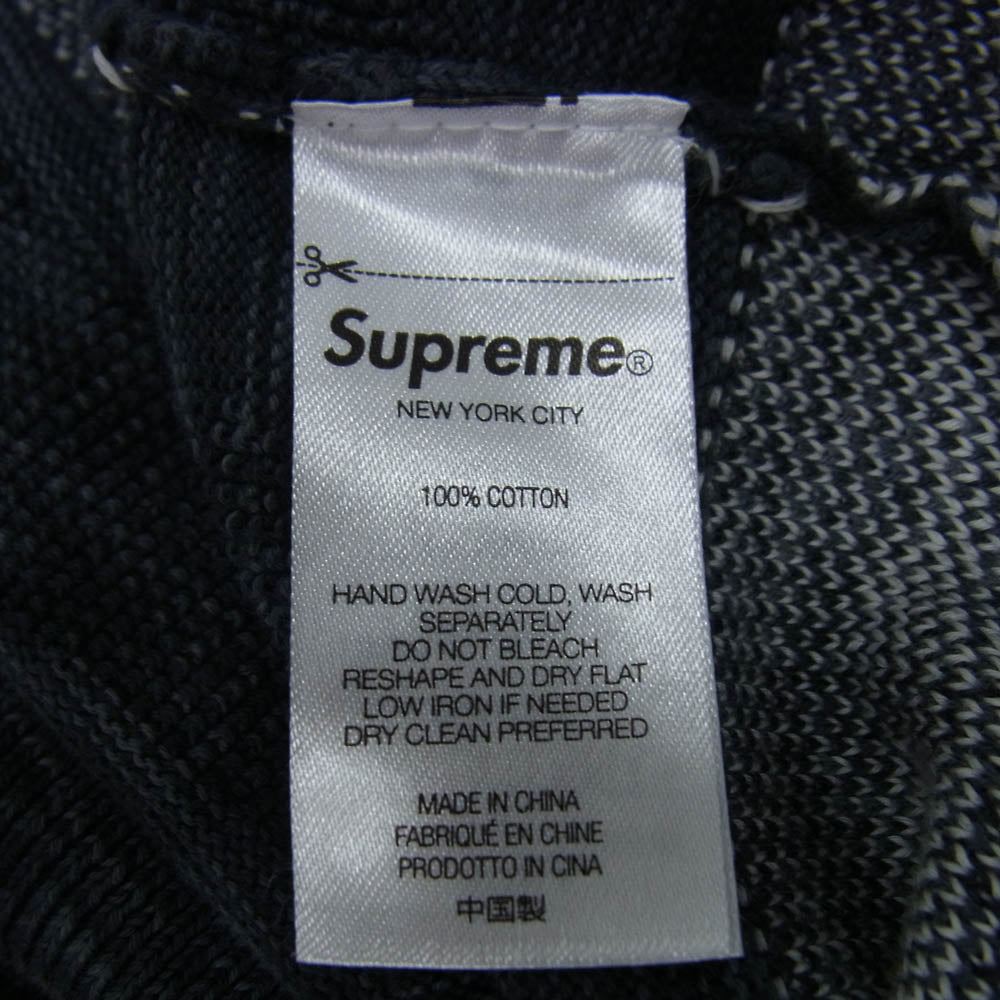 Supreme®
NEW YORK CITY
100% COTTON
HAND WASH COLD, WASH
SEPARATELY
DO NOT BLEACH
RESHAPE AND DRY FLAT
LOW IRON IF NEEDED
DRY CLEAN PREFERRED
MADE IN CHINA
FABRIQUÉ EN CHINE
PRODOTTO IN CINA
中国製